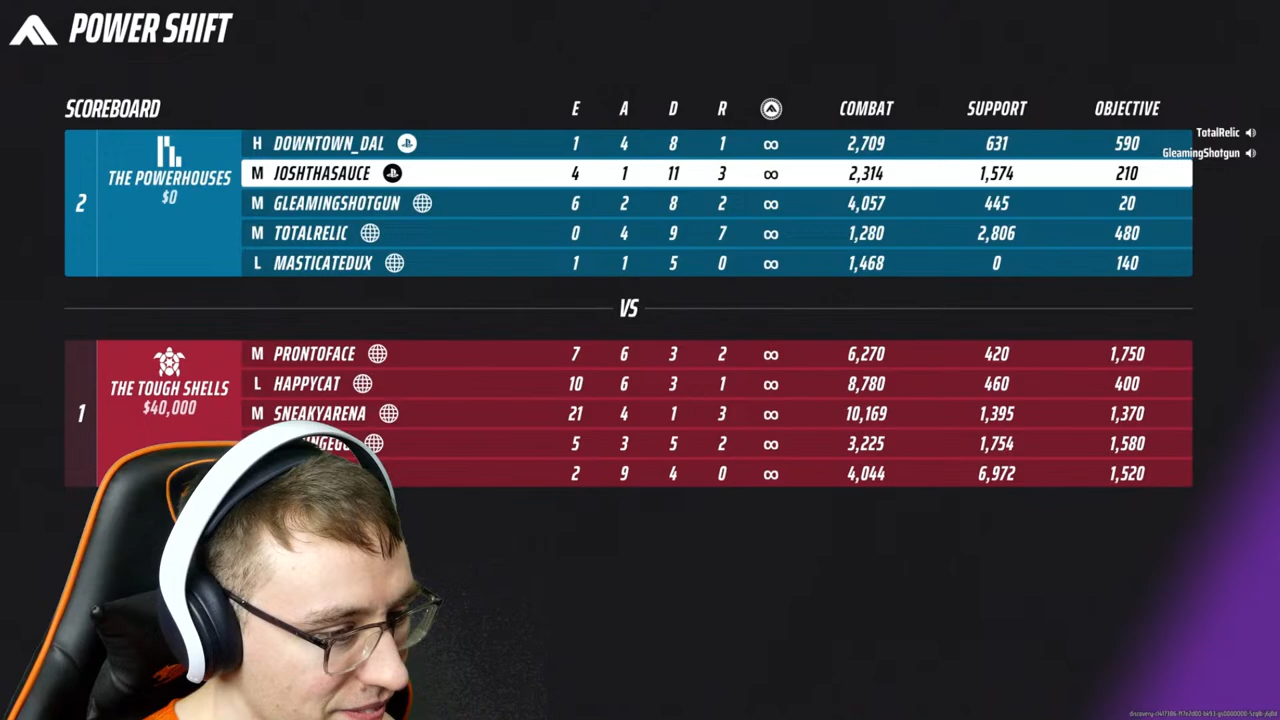 POWER SHIFT
SCOREBOARD E A D R COMBAT SUPPORT OBJECTIVE
TotalRelic
GleamingShotgun
2 THE POWERHOUSES $0
H DOWNTOWN_DAL 1 4 8 1 ∞ 2,709 631 590
M JOSHTHASAUCE 4 1 11 3 ∞ 2,314 1,574 210
M GLEAMINGSHOTGUN 6 2 8 2 ∞ 4,057 445 20
M TOTALRELIC 0 4 9 7 ∞ 1,280 2,806 480
L MASTICATEDUX 1 1 5 0 ∞ 1,468 0 140
VS
1 THE TOUGH SHELLS $40,000
M PRONTOFACE 7 6 3 2 ∞ 6,270 420 1,750
L HAPPYCAT 10 6 3 1 ∞ 8,780 460 400
M SNEAKYARENA 21 4 1 3 ∞ 10,169 1,395 1,370
5 3 5 2 ∞ 3,225 1,754 1,580
2 9 4 0 ∞ 4,044 6,972 1,520